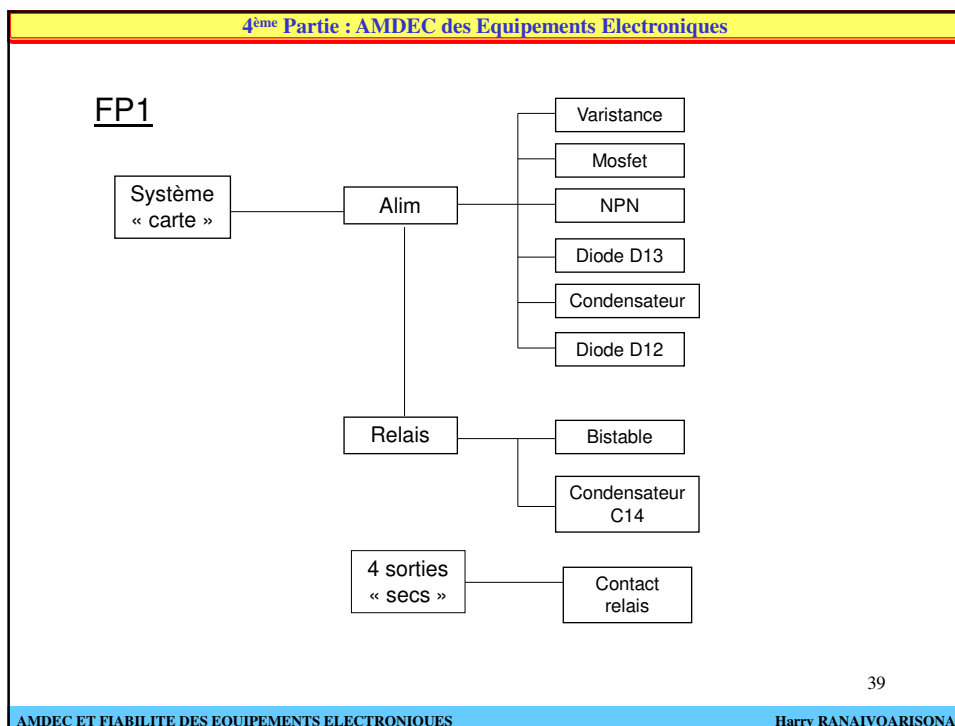 4ème Partie : AMDEC des Equipements Electroniques
FP1
Système
« carte »
Alim
Varistance
Mosfet
NPN
Diode D13
Condensateur
Diode D12
Relais
Bistable
Condensateur
C14
4 sorties
« secs »
Contact
relais
39
AMDEC ET FIABILITE DES EQUIPEMENTS ELECTRONIQUES
Harry RANAIVOARISONA